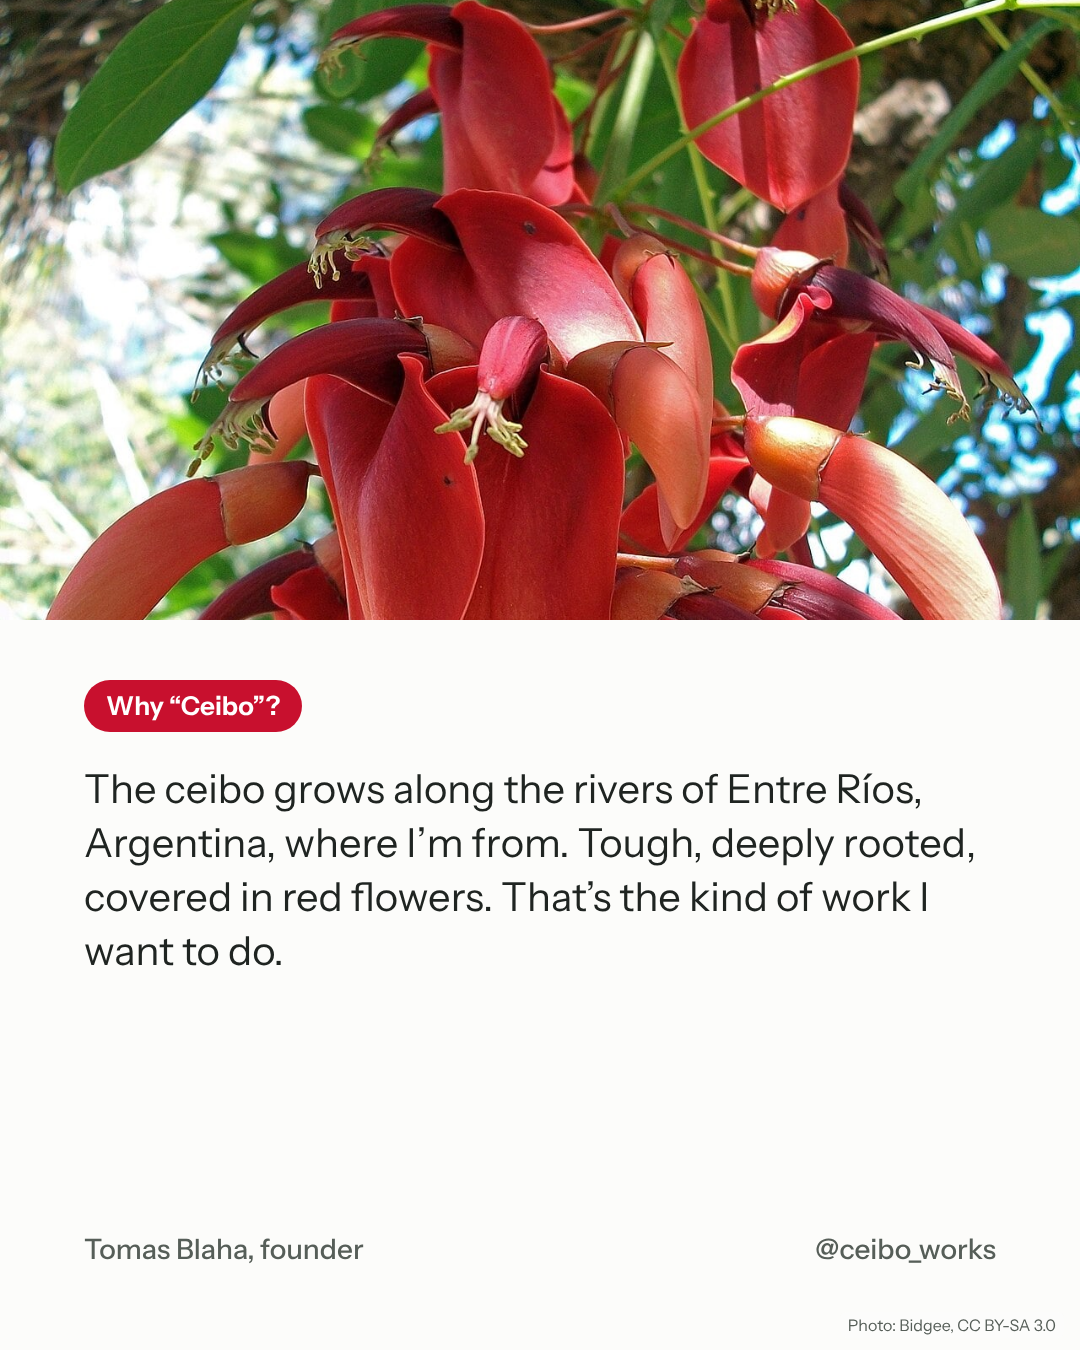 Why “Ceibo”?
The ceibo grows along the rivers of Entre Ríos,
Argentina, where I’m from. Tough, deeply rooted,
covered in red flowers. That’s the kind of work I
want to do.
Tomas Blaha, founder
@ceibo_works
Photo: Bidgee, CC BY-SA 3.0